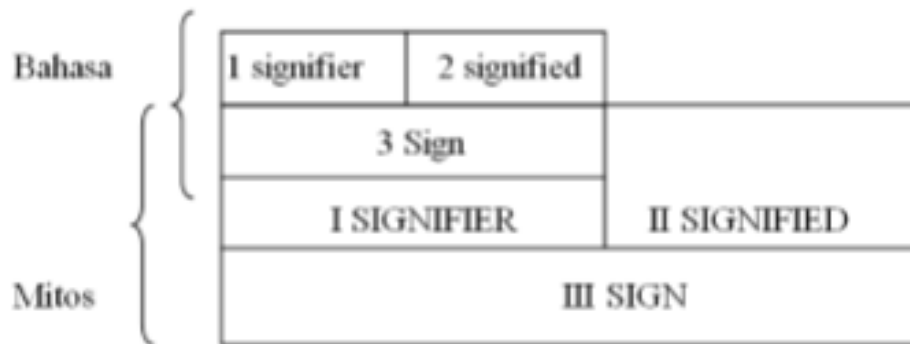 Bahasa
1 signifier
2 signified
3 Sign
I SIGNIFIER
II SIGNIFIED
Mitos
III SIGN